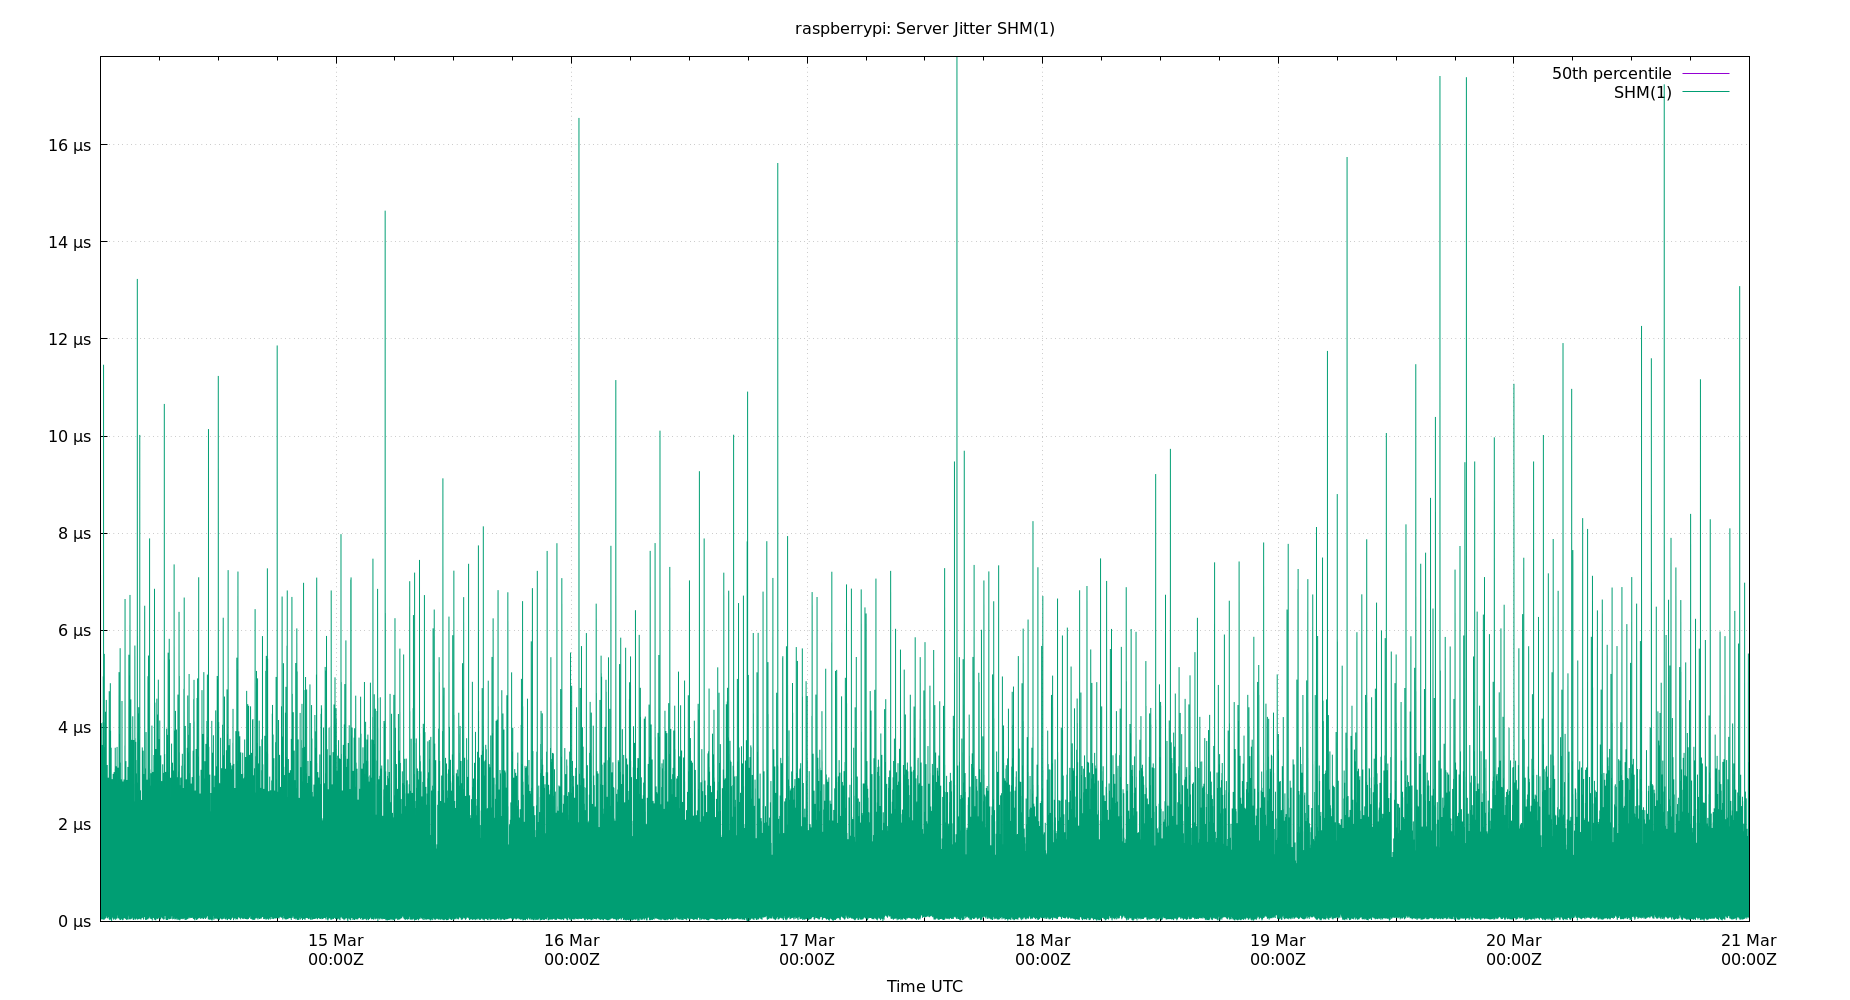 raspberrypi: Server Jitter SHM(1)
50th percentile
SHM(1)
16 µs
14 µs
12 µs
10 µs
8 µs
6 µs
4 µs
2 µs
0 µs
15 Mar 16 Mar 17 Mar 18 Mar 19 Mar 20 Mar 21 Mar
00:00Z 00:00Z 00:00Z 00:00Z 00:00Z 00:00Z 00:00Z
Time UTC